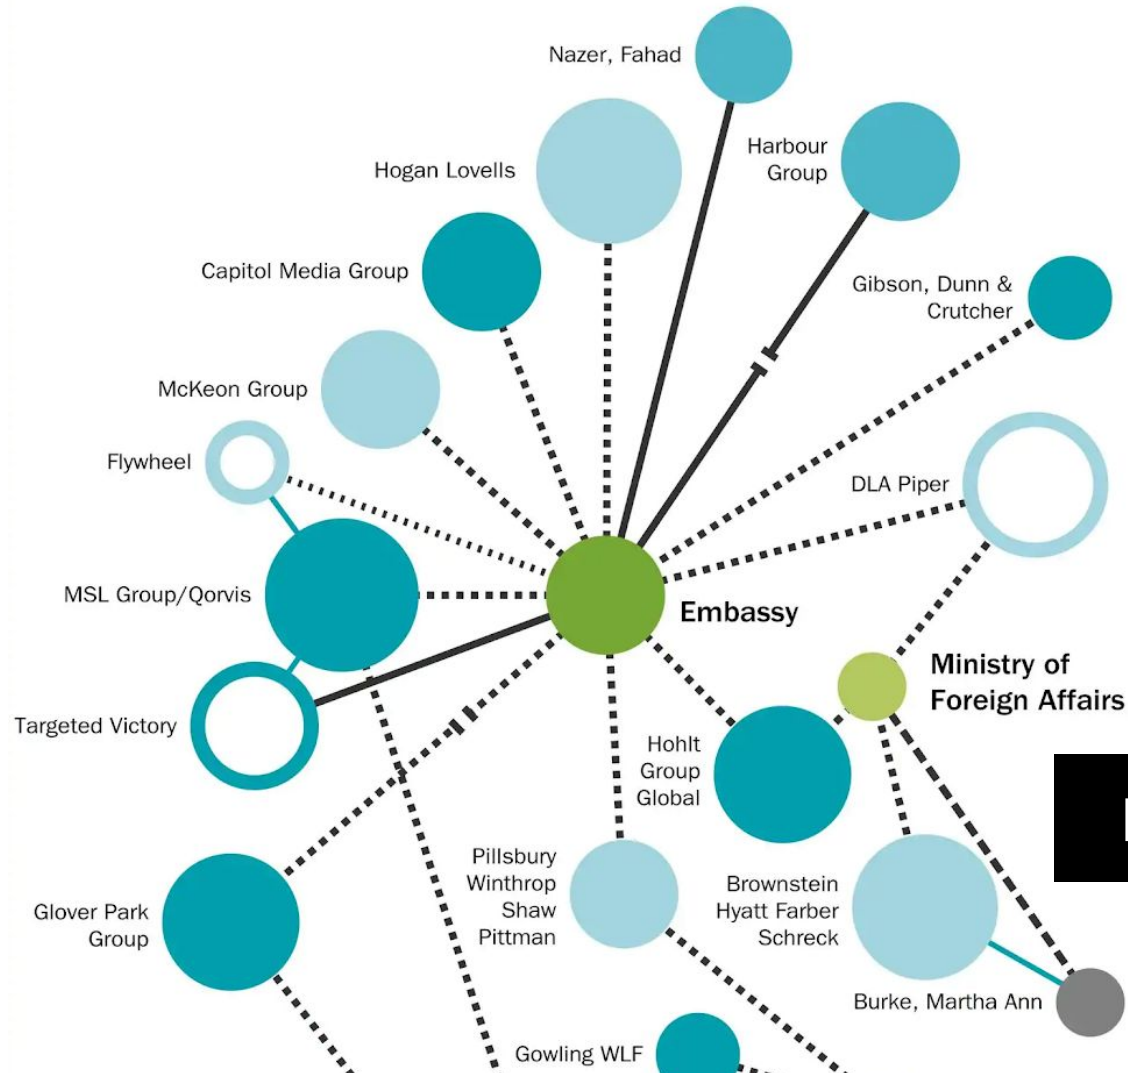 Nazer, Fahad
Harbour
Group
Hogan Lovells
Capitol Media Group
Gibson, Dunn &
Crutcher
McKeon Group
Flywheel
DLA Piper
MSL Group/Qorvis
Embassy
Ministry of
Foreign Affairs
Targeted Victory
Hohlt
Group
Global
Pillsbury
Winthrop
Shaw
Pittman
Brownstein
Hyatt Farber
Schreck
Glover Park
Group
Burke, Martha Ann
Gowling WLF